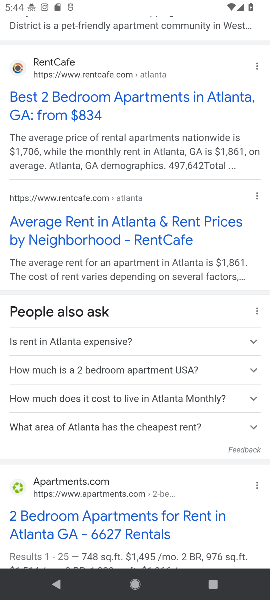 5:44
District is a pet-friendly apartment community in West...
RentCafe
https://www.rentcafe.com › atlanta
Best 2 Bedroom Apartments in Atlanta,
GA: from $834
The average price of rental apartments nationwide is
$1,706, while the monthly rent in Atlanta, GA is $1,861, on
average. Atlanta, GA demographics. 497,642Total ...
https://www.rentcafe.com › atlanta
Average Rent in Atlanta & Rent Prices
by Neighborhood - RentCafe
The average rent for an apartment in Atlanta is $1,861.
The cost of rent varies depending on several factors,...
People also ask
Is rent in Atlanta expensive?
How much is a 2 bedroom apartment USA?
How much does it cost to live in Atlanta Monthly?
What area of Atlanta has the cheapest rent?
Feedback
Apartments.com
https://www.apartments.com › 2-be...
2 Bedroom Apartments for Rent in
Atlanta GA - 6627 Rentals
Results 1 - 25 — 748 sq.ft. $1,495 /mo. 2 BR, 976 sq.ft.